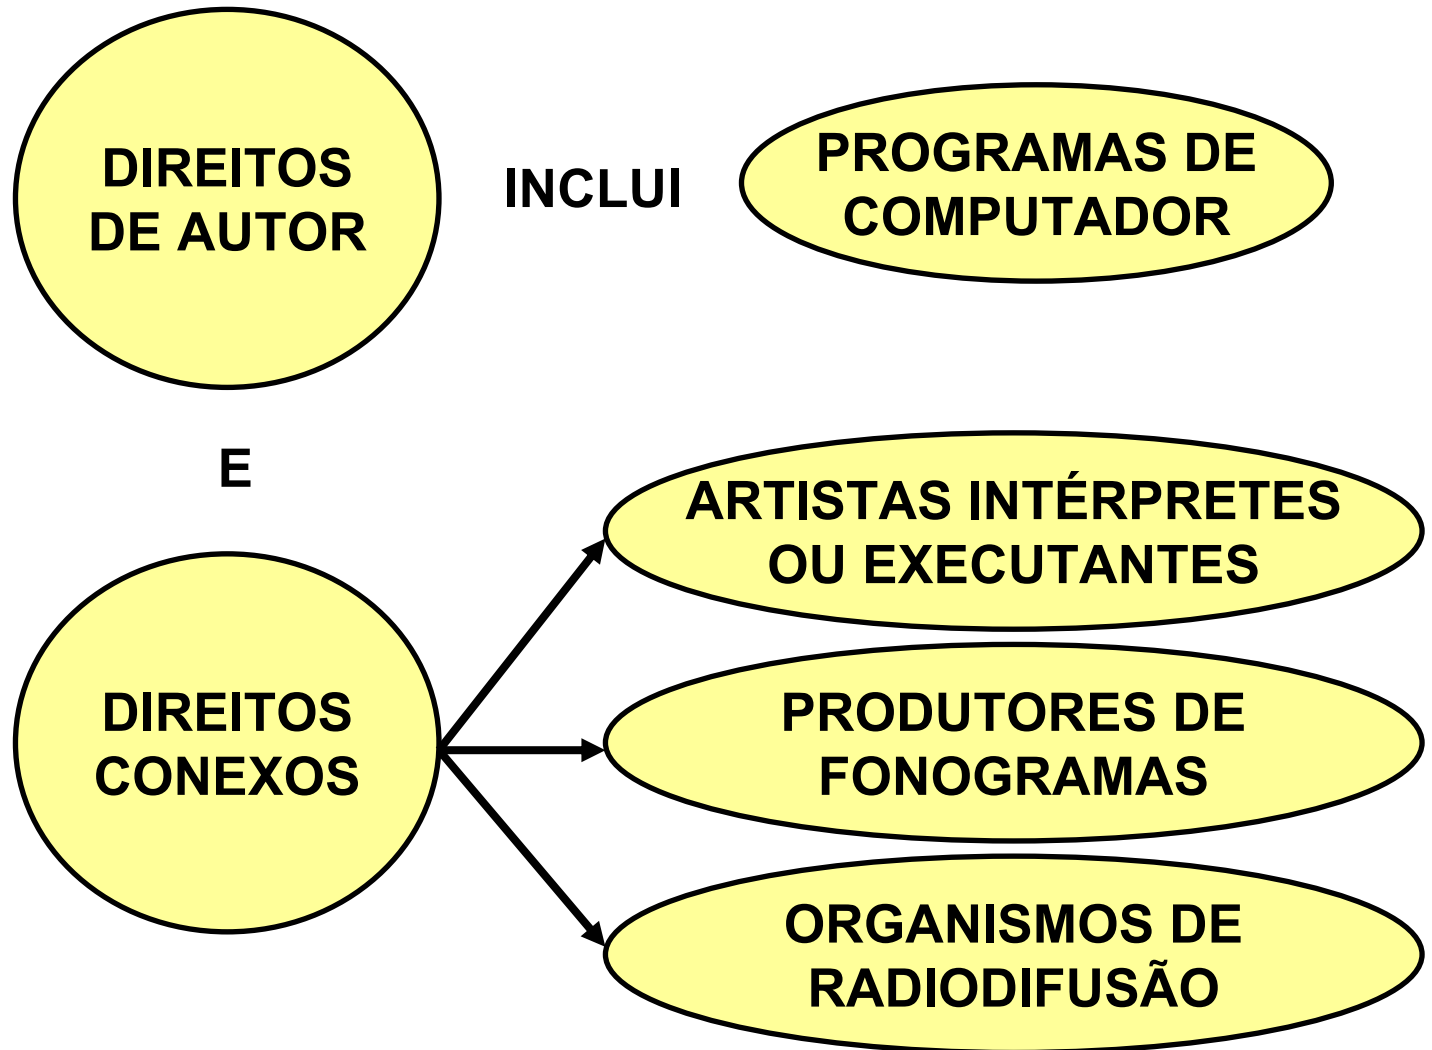 DIREITOS
DE AUTOR
INCLUI
PROGRAMAS DE
COMPUTADOR
E
DIREITOS
CONEXOS
ARTISTAS INTÉRPRETES
OU EXECUTANTES
PRODUTORES DE
FONOGRAMAS
ORGANISMOS DE
RADIODIFUSÃO